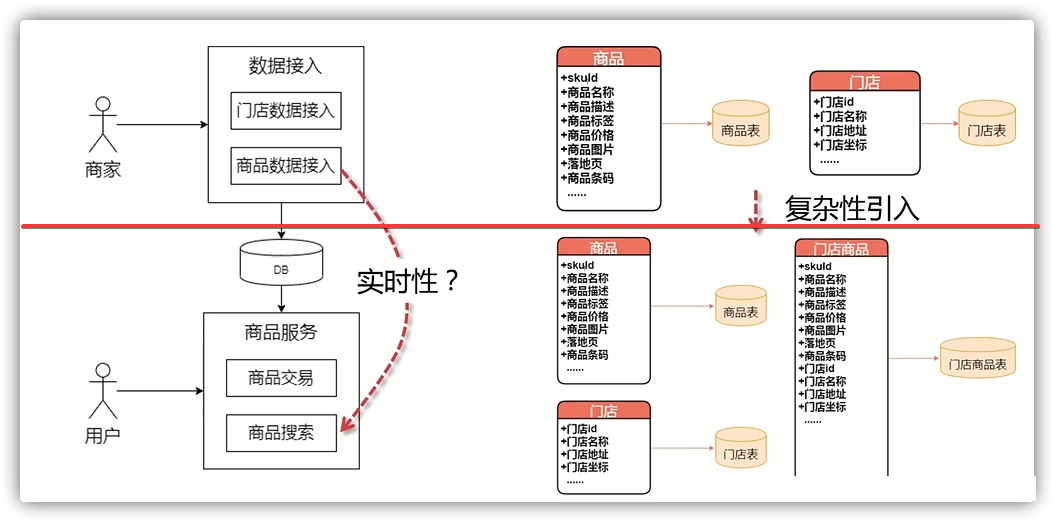 数据接入
门店数据接入
商品数据接入
商家
DB
实时性？
商品服务
商品交易
商品搜索
用户
商品
+skuId
+商品名称
+商品描述
+商品标签
+商品价格
+商品图片
+落地页
+商品条码
......
商品表
门店
+门店id
+门店名称
+门店地址
+门店坐标
......
门店表
复杂性引入
商品
+skuId
+商品名称
+商品描述
+商品标签
+商品价格
+商品图片
+落地页
+商品条码
......
商品表
门店
+门店id
+门店名称
+门店地址
+门店坐标
......
门店表
门店商品
+skuId
+商品名称
+商品描述
+商品标签
+商品价格
+商品图片
+落地页
+商品条码
+门店id
+门店名称
+门店地址
+门店坐标
......
门店商品表